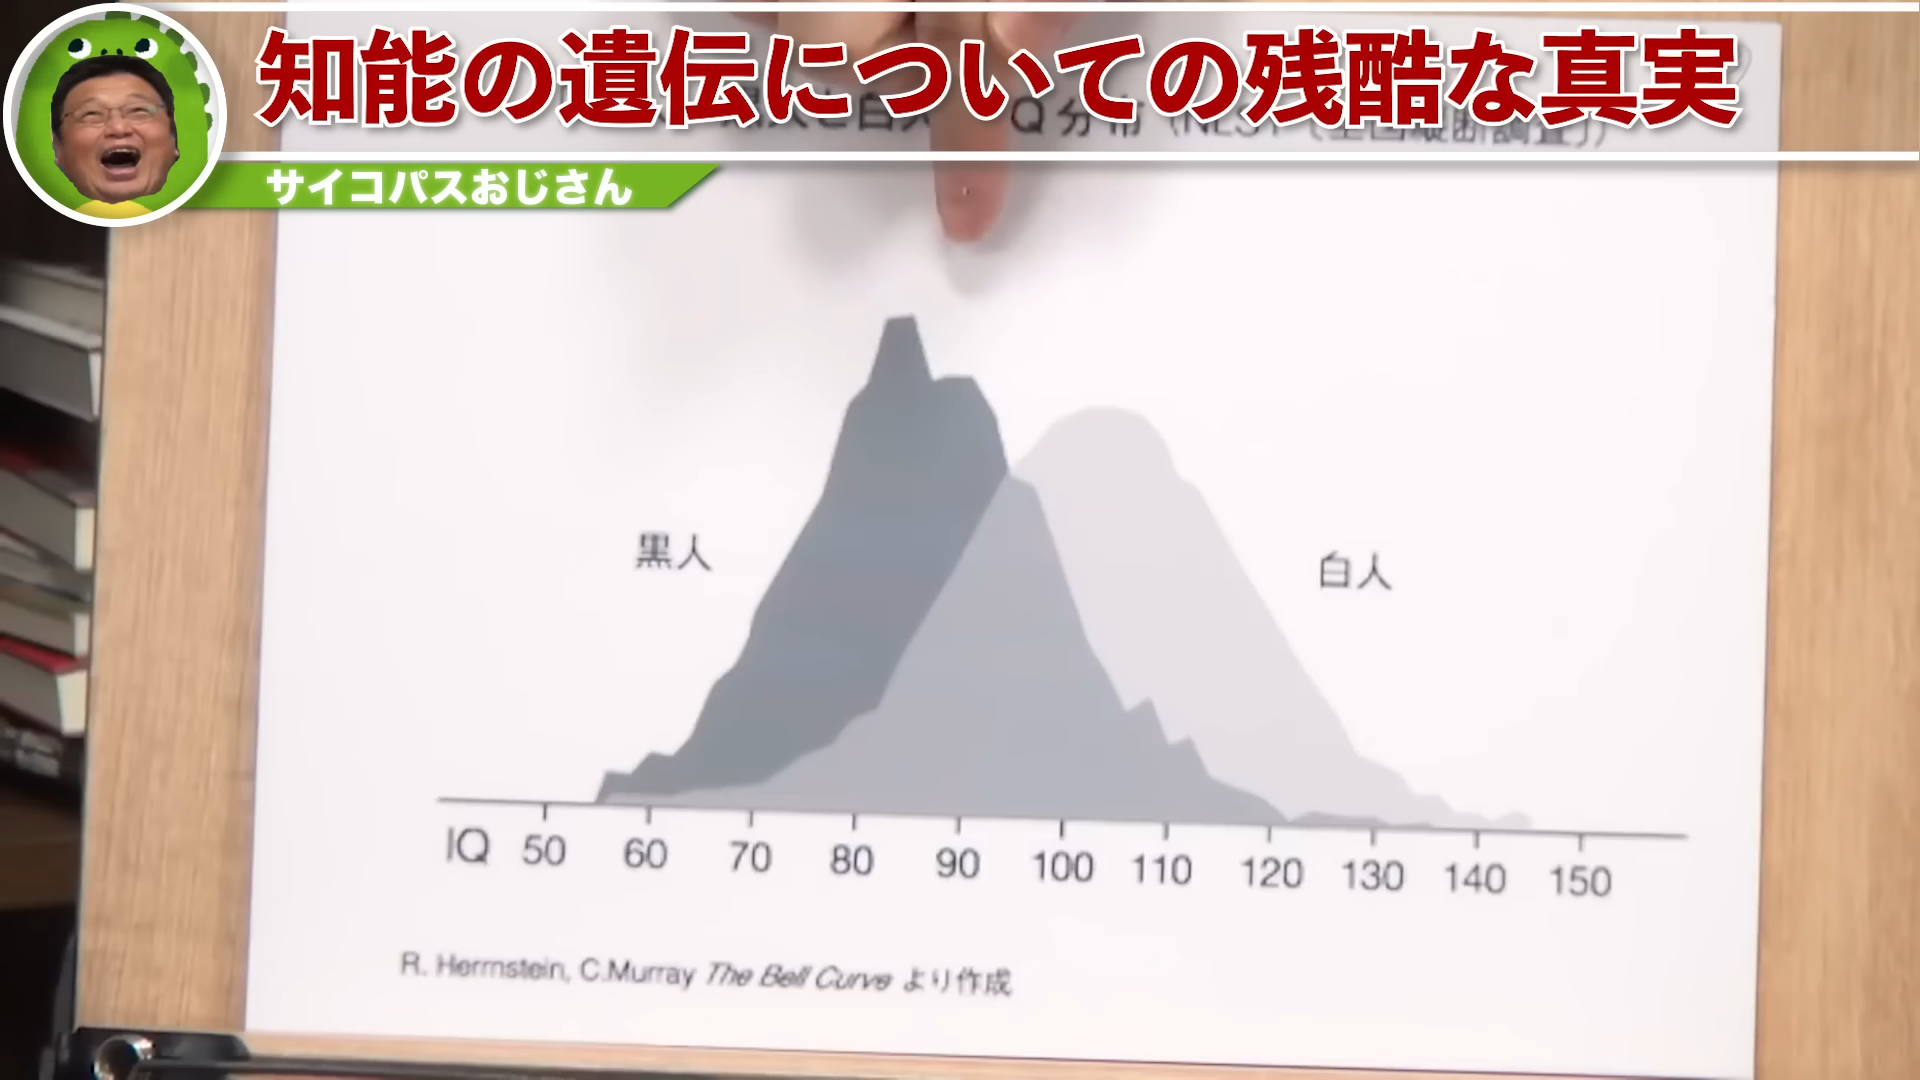 知能の遺伝についての残酷な真実
サイコパスおじさん
黒人
白人
IQ 50 60 70 80 90 100 110 120 130 140 150
R. Herrnstein, C.Murray The Bell Curve より作成